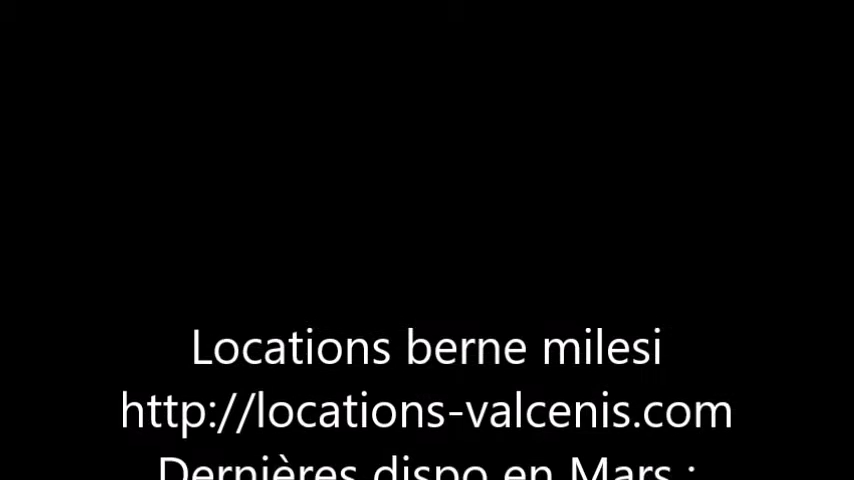 Locations berne milesi
http://locations-valcenis.com
Dernières dispo en Mars :